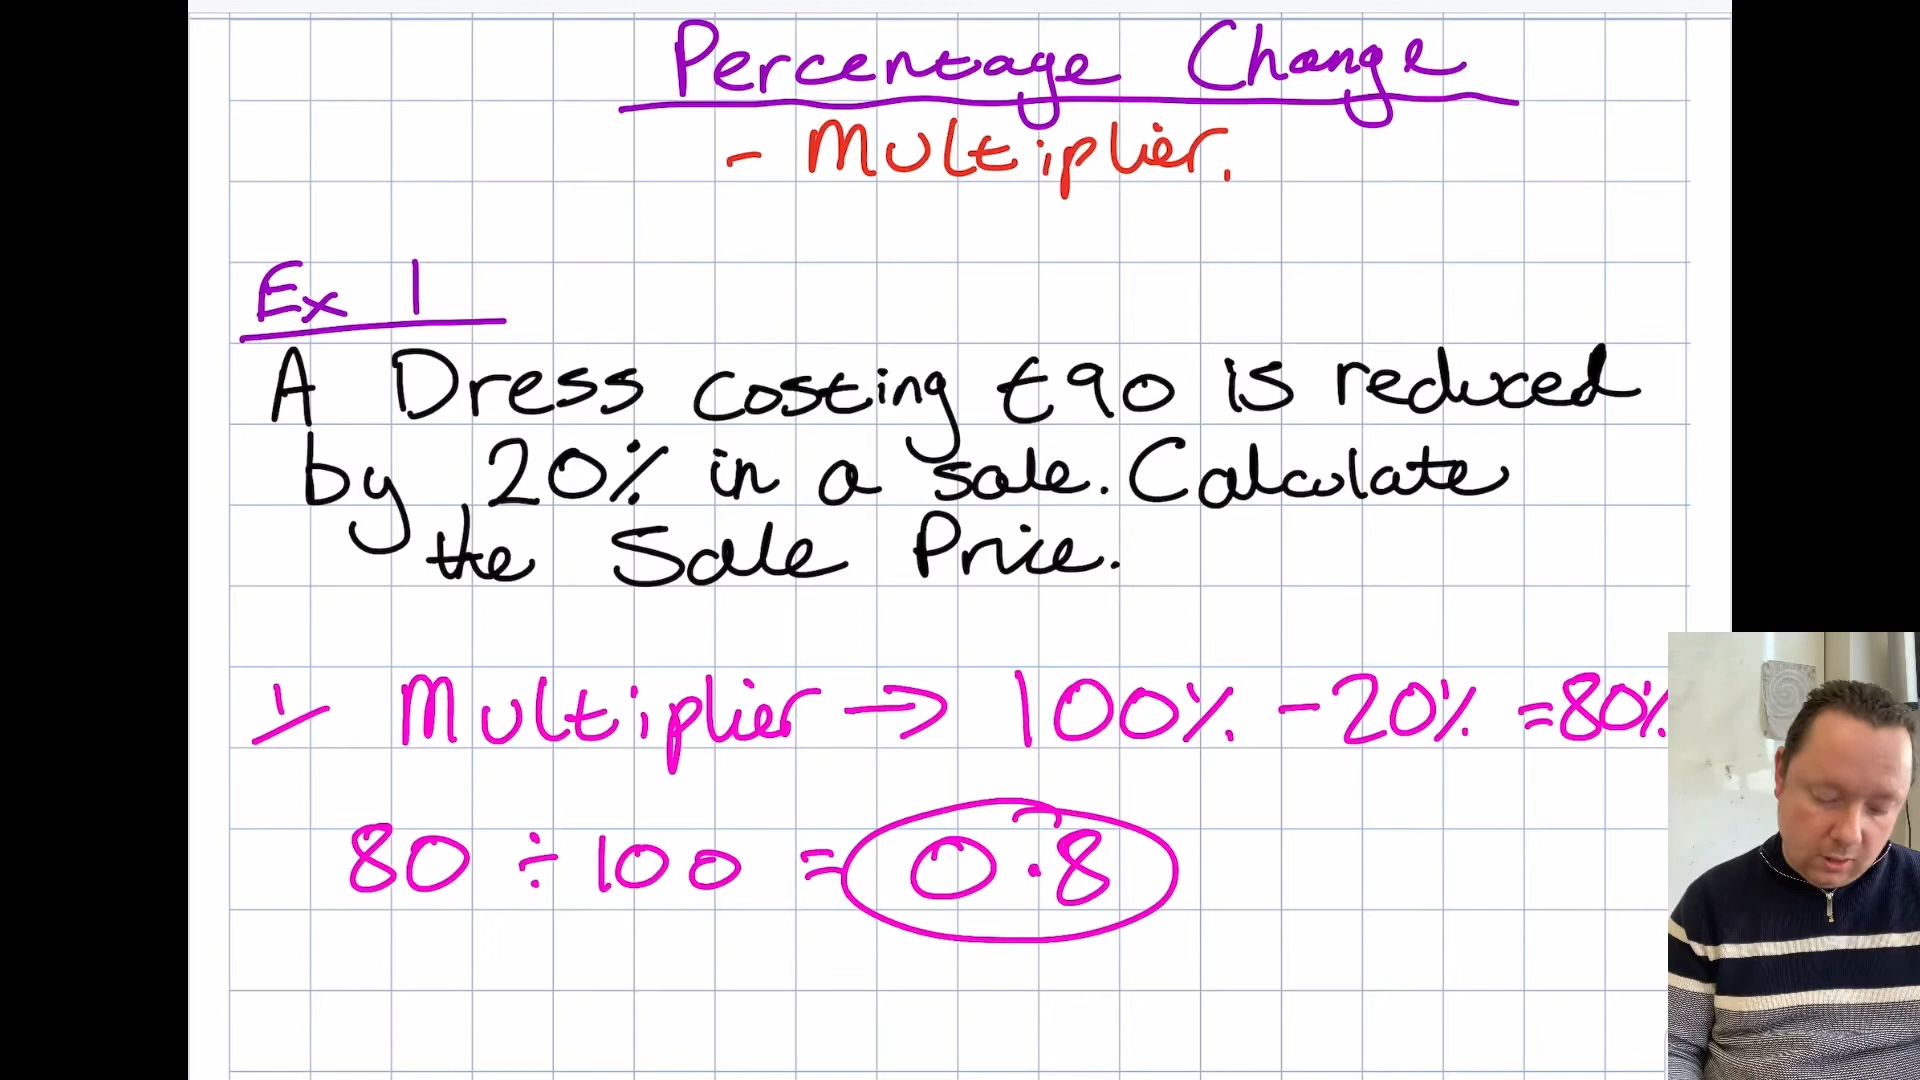 Percentage Change
- Multiplier.
Ex 1
A Dress costing £90 is reduced
by 20% in a sale. Calculate
the Sale Price.
1/ Multiplier → 100% - 20% = 80%
80 ÷ 100 = 0.8